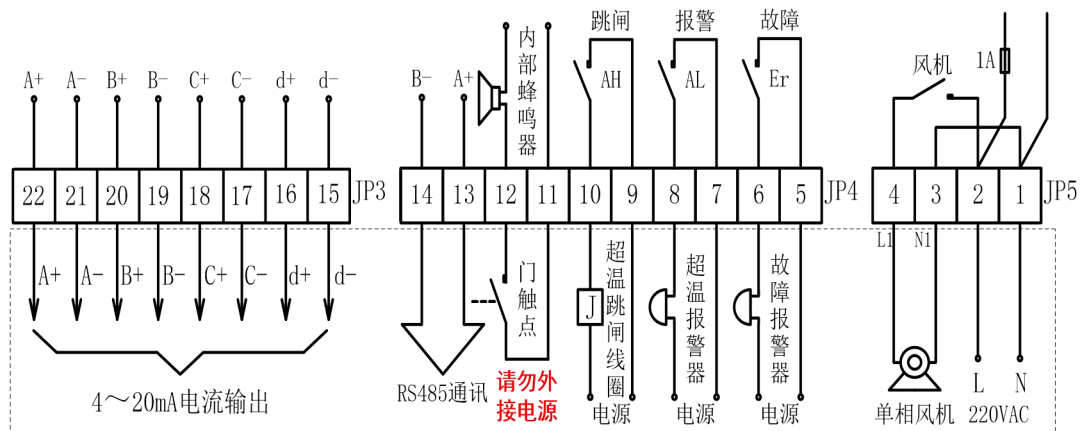 跳闸 报警 故障
A+ A- B+ B- C+ C- d+ d-
B- A+
内部蜂鸣器
AH AL Er
风机 1A
22 21 20 19 18 17 16 15 JP3
14 13 12 11 10 9 8 7 6 5 JP4
4 3 2 1 JP5
L1 N1
A+ A- B+ B- C+ C- d+ d-
门触点
J
超温跳闸线圈
超温报警器
故障报警器
4～20mA电流输出
RS485通讯
请勿外
接电源
电源 电源 电源
L N
单相风机 220VAC